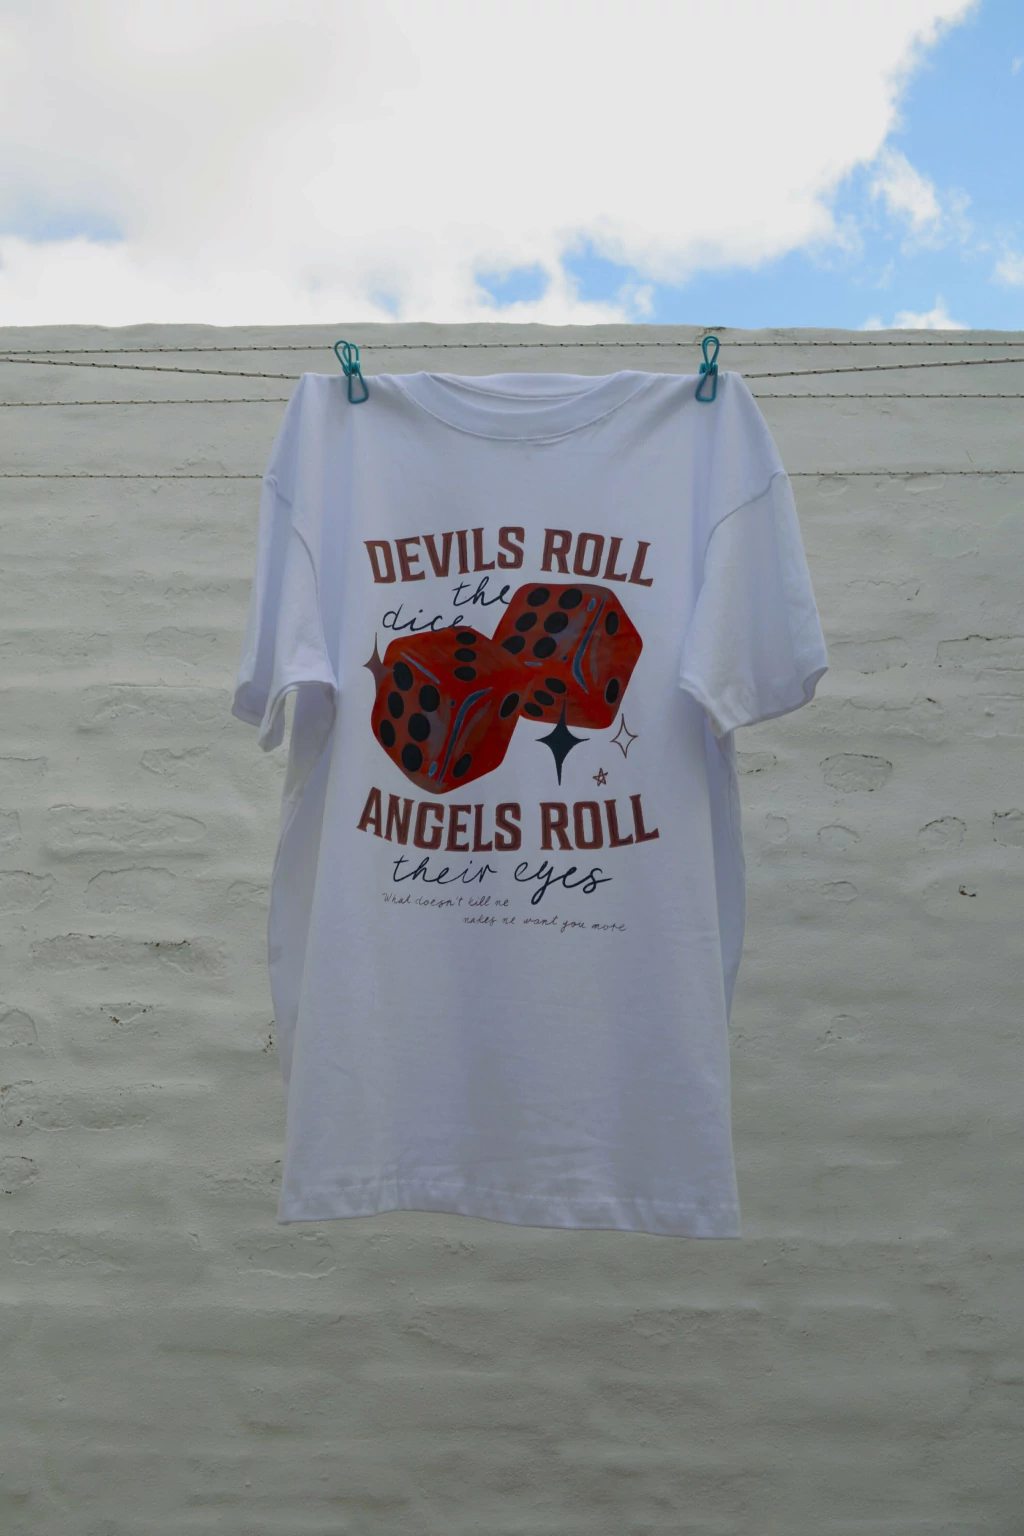 DEVILS ROLL
the
dice
ANGELS ROLL
their eyes
What doesn't kill me
makes me want you more